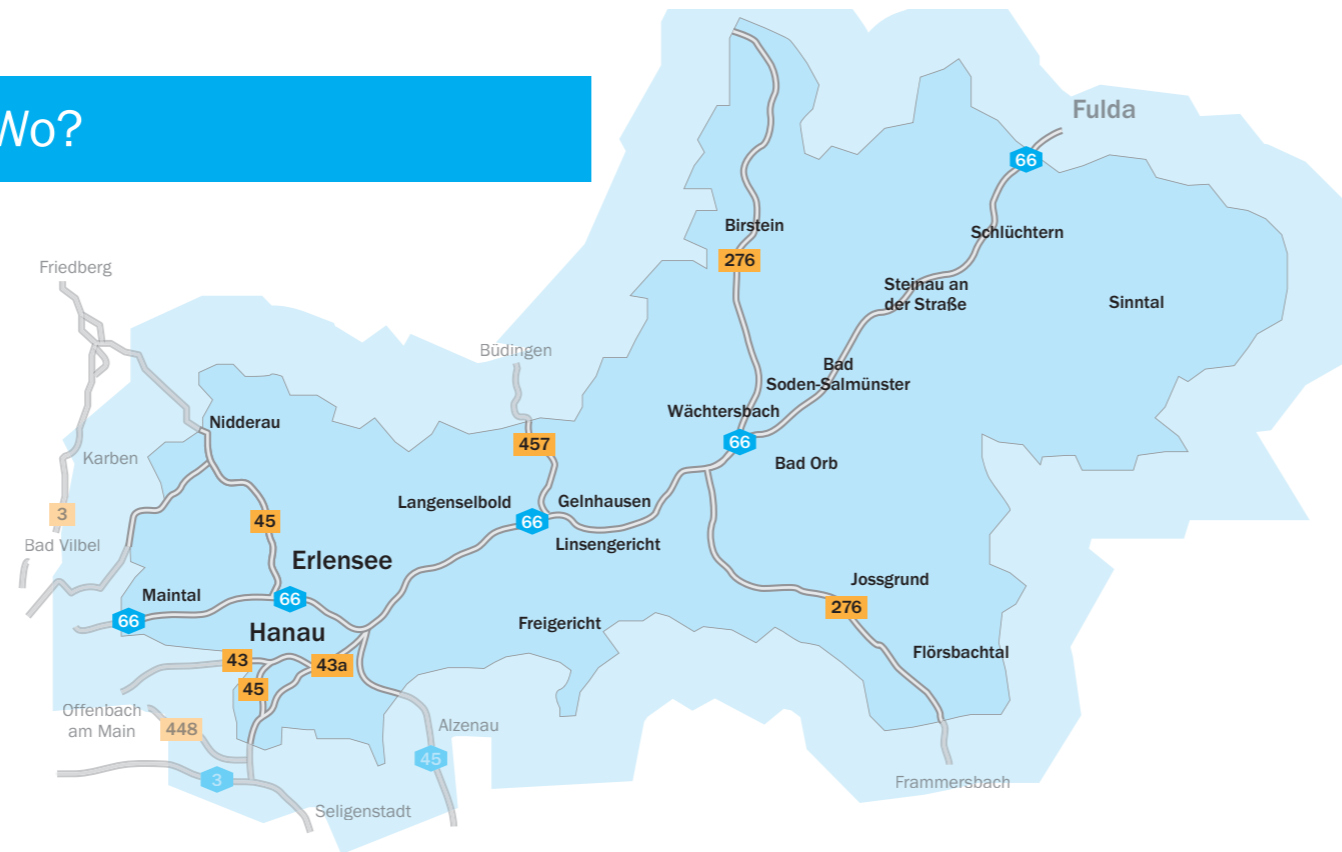 Wo?
Fulda
66
Birstein
Schlüchtern
276
Friedberg
Steinau an
der Straße
Sinntal
Büdingen
Bad
Soden-Salmünster
Nidderau
Wächtersbach
457
66
Karben
Bad Orb
Langenselbold
Gelnhausen
3
45
66
Bad Vilbel
Linsengericht
Erlensee
Jossgrund
Maintal
66
66
276
Freigericht
Hanau
Flörsbachtal
43
43a
45
Offenbach
am Main
448
Alzenau
45
3
Frammersbach
Seligenstadt